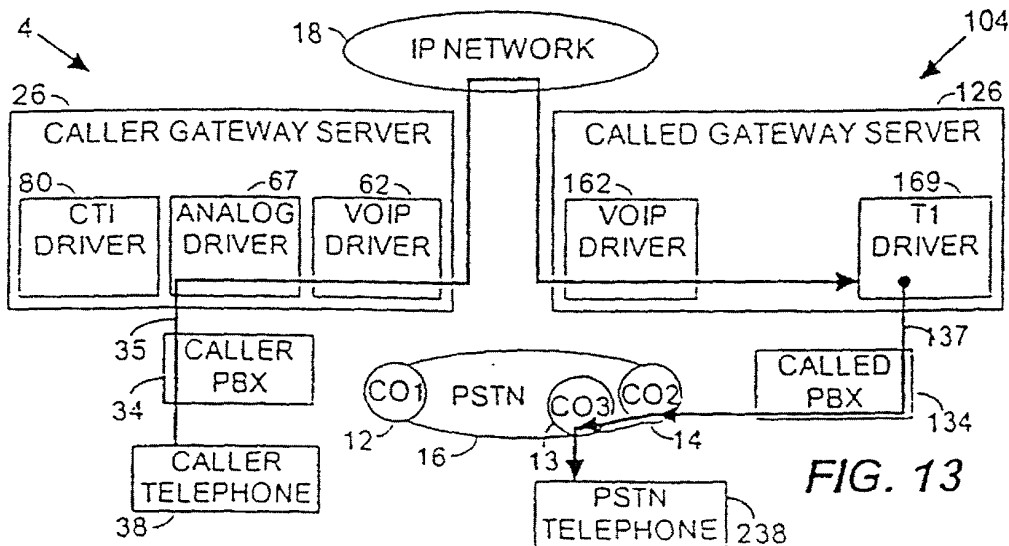 4
18
IP NETWORK
104
26
126
CALLER GATEWAY SERVER
CALLED GATEWAY SERVER
80
67
62
162
169
CTI
DRIVER
ANALOG
DRIVER
VOIP
DRIVER
VOIP
DRIVER
T1
DRIVER
35
137
CALLER
PBX
34
CO1
PSTN
CO3
CO2
CALLED
PBX
134
12
16
13
14
CALLER
TELEPHONE
38
PSTN
TELEPHONE
238
FIG. 13